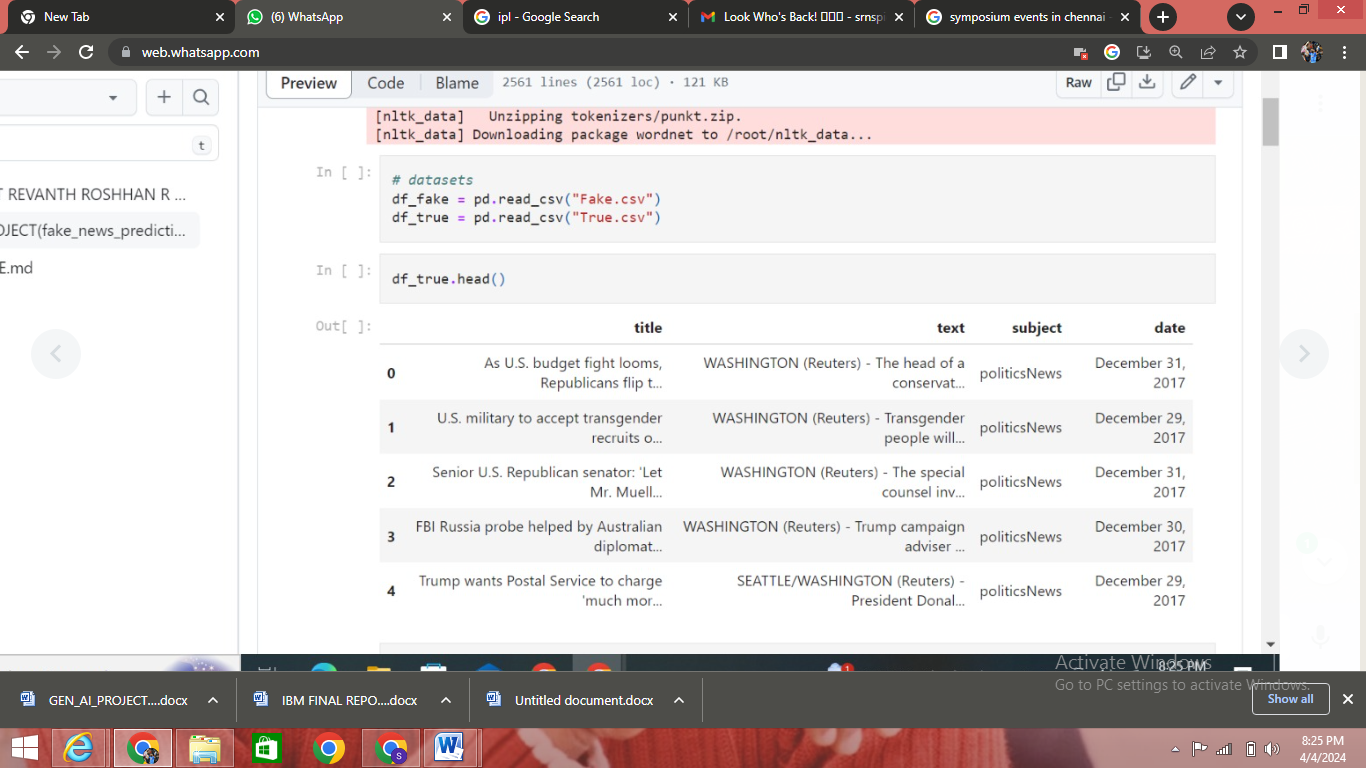 New Tab
(6) WhatsApp
ipl - Google Search
Look Who's Back! - srnspi
symposium events in chennai -
web.whatsapp.com
Preview
Code
Blame
2561 lines (2561 loc) · 121 KB
Raw
[nltk_data]   Unzipping tokenizers/punkt.zip.
[nltk_data] Downloading package wordnet to /root/nltk_data...
t
T REVANTH ROSHHAN R ...
OJECT(fake_news_predicti...
E.md
In [ ]:
# datasets
df_fake = pd.read_csv("Fake.csv")
df_true = pd.read_csv("True.csv")
In [ ]:
df_true.head()
Out[ ]:
title text subject date
0 As U.S. budget fight looms, Republicans flip t... WASHINGTON (Reuters) - The head of a conservat... politicsNews December 31, 2017
1 U.S. military to accept transgender recruits o... WASHINGTON (Reuters) - Transgender people will... politicsNews December 29, 2017
2 Senior U.S. Republican senator: 'Let Mr. Muell... WASHINGTON (Reuters) - The special counsel inv... politicsNews December 31, 2017
3 FBI Russia probe helped by Australian diplomat... WASHINGTON (Reuters) - Trump campaign adviser ... politicsNews December 30, 2017
4 Trump wants Postal Service to charge 'much mor... SEATTLE/WASHINGTON (Reuters) - President Donal... politicsNews December 29, 2017
1
8:25 PM
Activate Windows
Go to PC settings to activate Windows.
GEN_AI_PROJECT....docx
IBM FINAL REPO....docx
Untitled document.docx
Show all
8:25 PM
4/4/2024